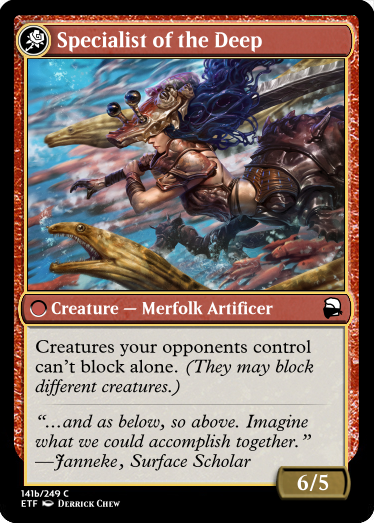 Specialist of the Deep
Creature — Merfolk Artificer
Creatures your opponents control
can't block alone. (They may block
different creatures.)
“...and as below, so above. Imagine
what we could accomplish together.”
—Janneke, Surface Scholar
6/5
141b/249 C
ETF Derrick Chew